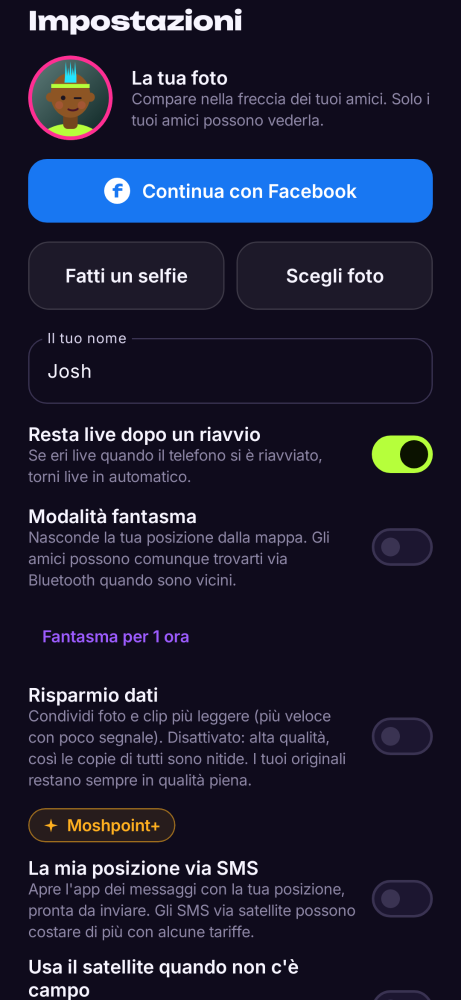 Impostazioni
La tua foto
Compare nella freccia dei tuoi amici. Solo i
tuoi amici possono vederla.
Continua con Facebook
Fatti un selfie
Scegli foto
Il tuo nome
Josh
Resta live dopo un riavvio
Se eri live quando il telefono si è riavviato,
torni live in automatico.
Modalità fantasma
Nasconde la tua posizione dalla mappa. Gli
amici possono comunque trovarti via
Bluetooth quando sono vicini.
Fantasma per 1 ora
Risparmio dati
Condividi foto e clip più leggere (più veloce
con poco segnale). Disattivato: alta qualità,
così le copie di tutti sono nitide. I tuoi originali
restano sempre in qualità piena.
Moshpoint+
La mia posizione via SMS
Apre l'app dei messaggi con la tua posizione,
pronta da inviare. Gli SMS via satellite possono
costare di più con alcune tariffe.
Usa il satellite quando non c'è
campo